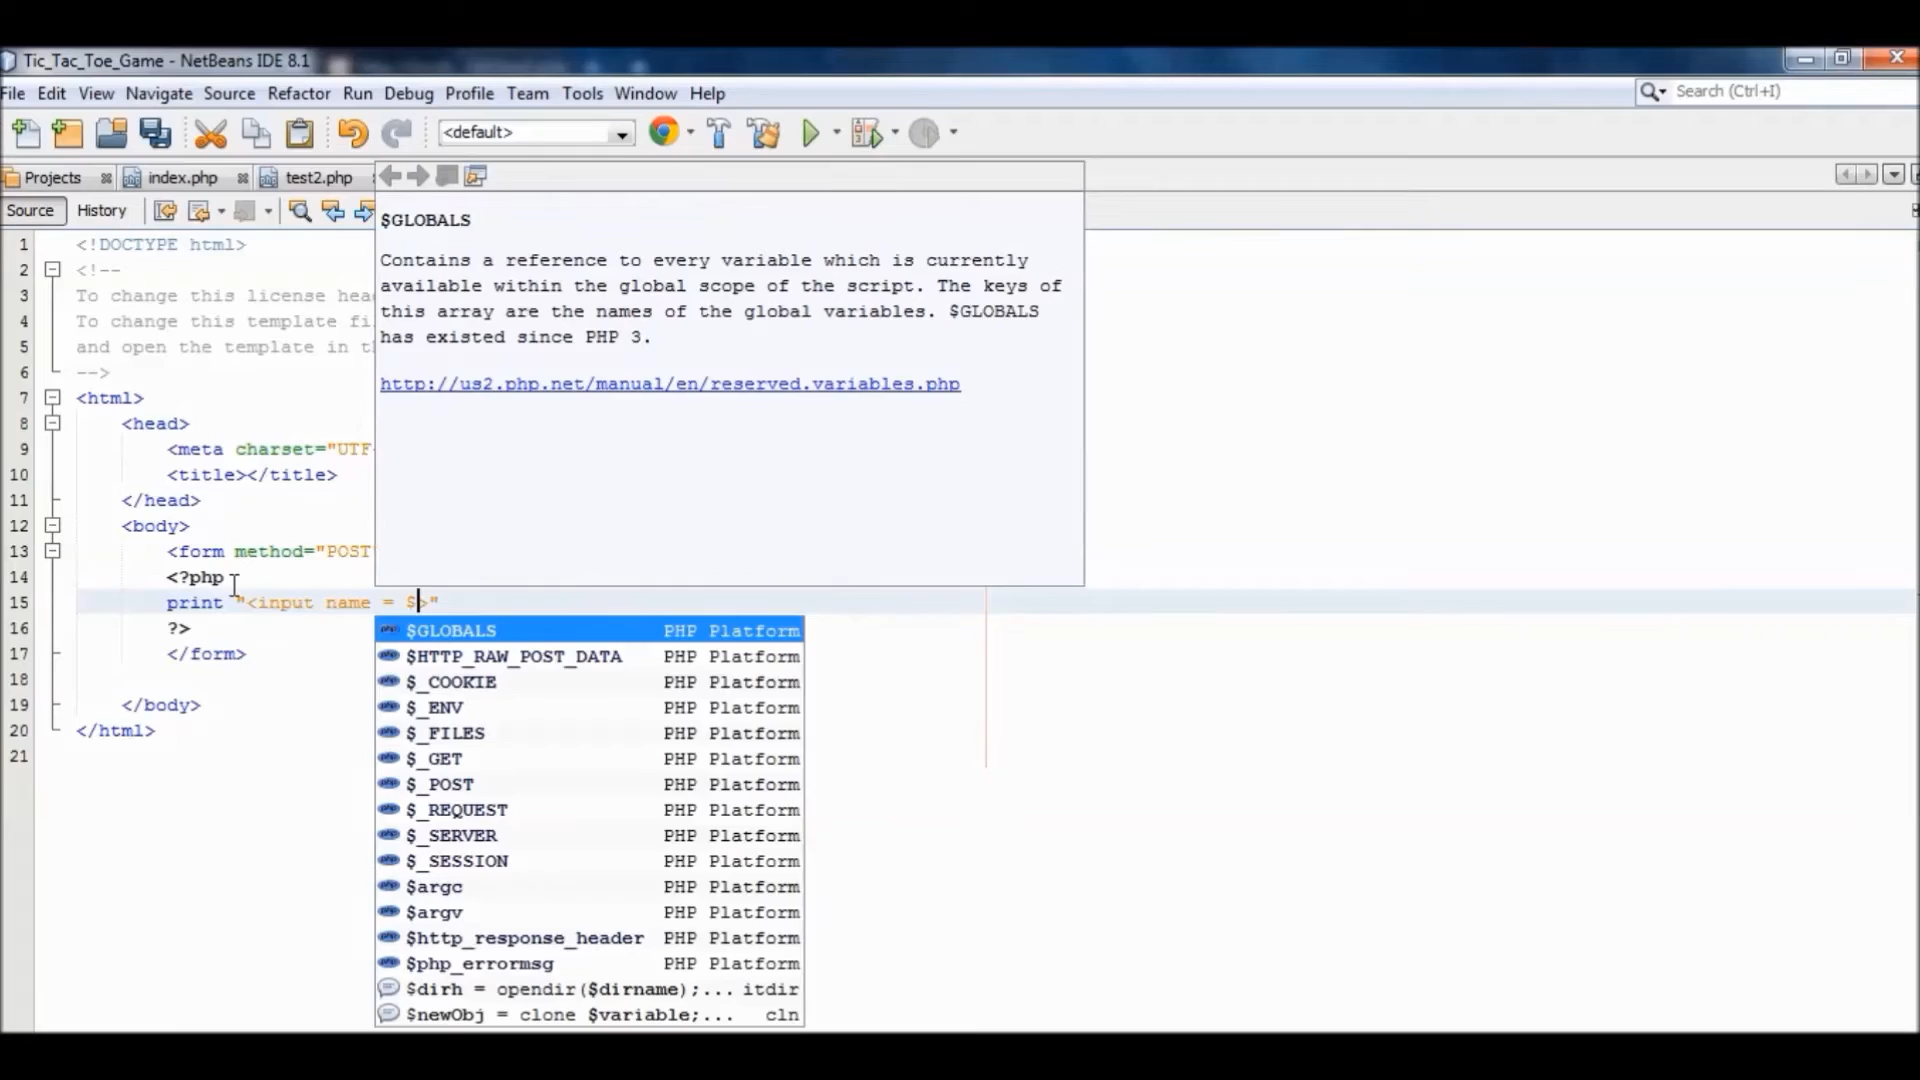 Tic_Tac_Toe_Game - NetBeans IDE 8.1
File Edit View Navigate Source Refactor Run Debug Profile Team Tools Window Help
Search (Ctrl+I)
<default>
Projects index.php test2.php
Source History
$GLOBALS
Contains a reference to every variable which is currently
available within the global scope of the script. The keys of
this array are the names of the global variables. $GLOBALS
has existed since PHP 3.
http://us2.php.net/manual/en/reserved.variables.php
1 <!DOCTYPE html>
2 <!--
3 To change this license hea
4 To change this template fi
5 and open the template in t
6 -->
7 <html>
8 <head>
9 <meta charset="UTF
10 <title></title>
11 </head>
12 <body>
13 <form method="POST
14 <?php
15 print "<input name = $>"
16 ?>
17 </form>
18
19 </body>
20 </html>
21
$GLOBALS PHP Platform
$HTTP_RAW_POST_DATA PHP Platform
$_COOKIE PHP Platform
$_ENV PHP Platform
$_FILES PHP Platform
$_GET PHP Platform
$_POST PHP Platform
$_REQUEST PHP Platform
$_SERVER PHP Platform
$_SESSION PHP Platform
$argc PHP Platform
$argv PHP Platform
$http_response_header PHP Platform
$php_errormsg PHP Platform
$dirh = opendir($dirname);... itdir
$newObj = clone $variable;... cln